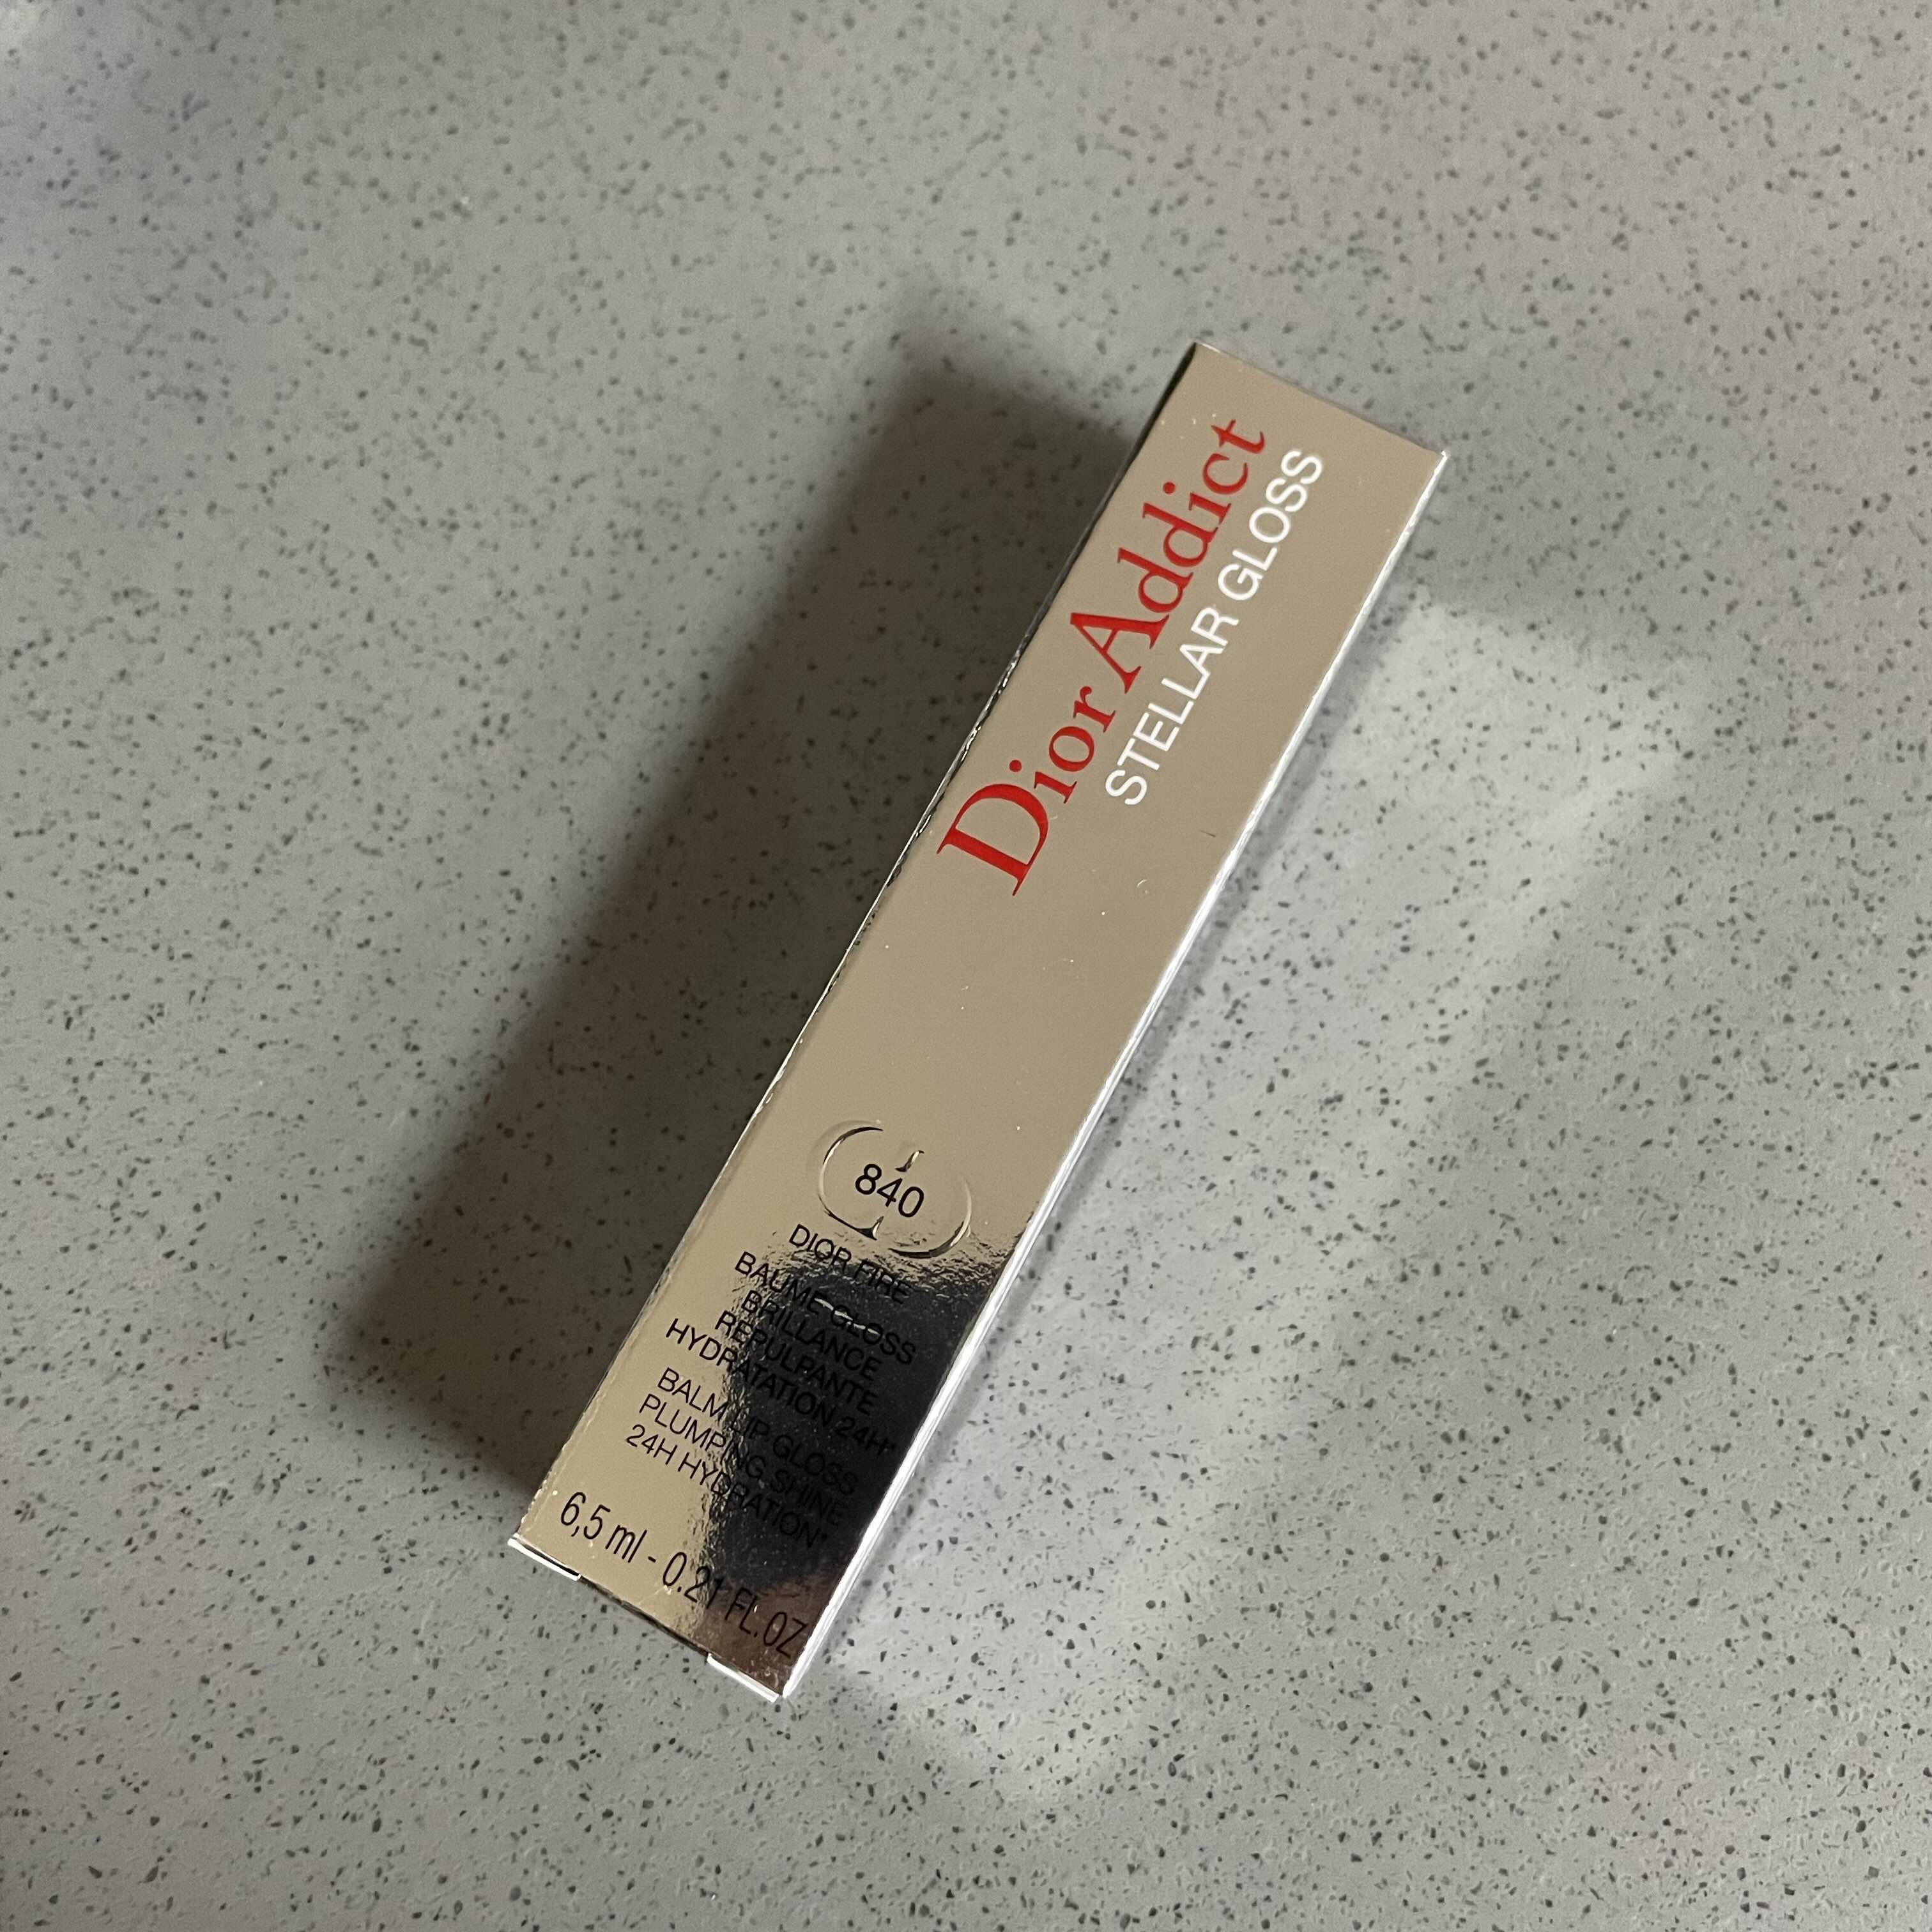 Dior Addict
STELLAR GLOSS
840
DIOR FIRE
BAUME GLOSS
BRILLANCE
REPULPANTE
HYDRATATION 24H*
BALM LIP GLOSS
PLUMPING SHINE
24H HYDRATION*
6,5 ml - 0.21 FL.OZ